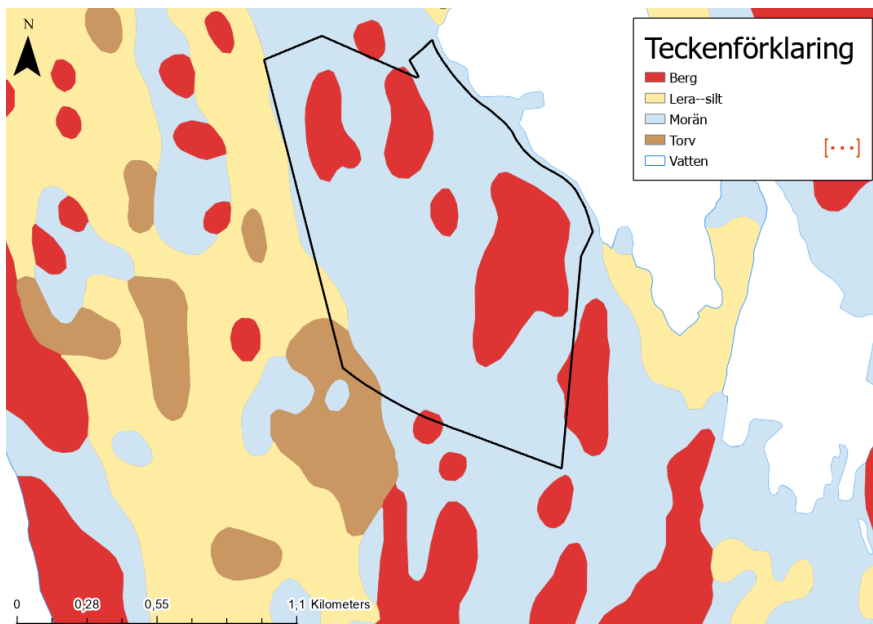 N
Teckenförklaring
Berg
Lera--silt
Morän
Torv
[...]
Vatten
0 0,28 0,55 1,1 Kilometers